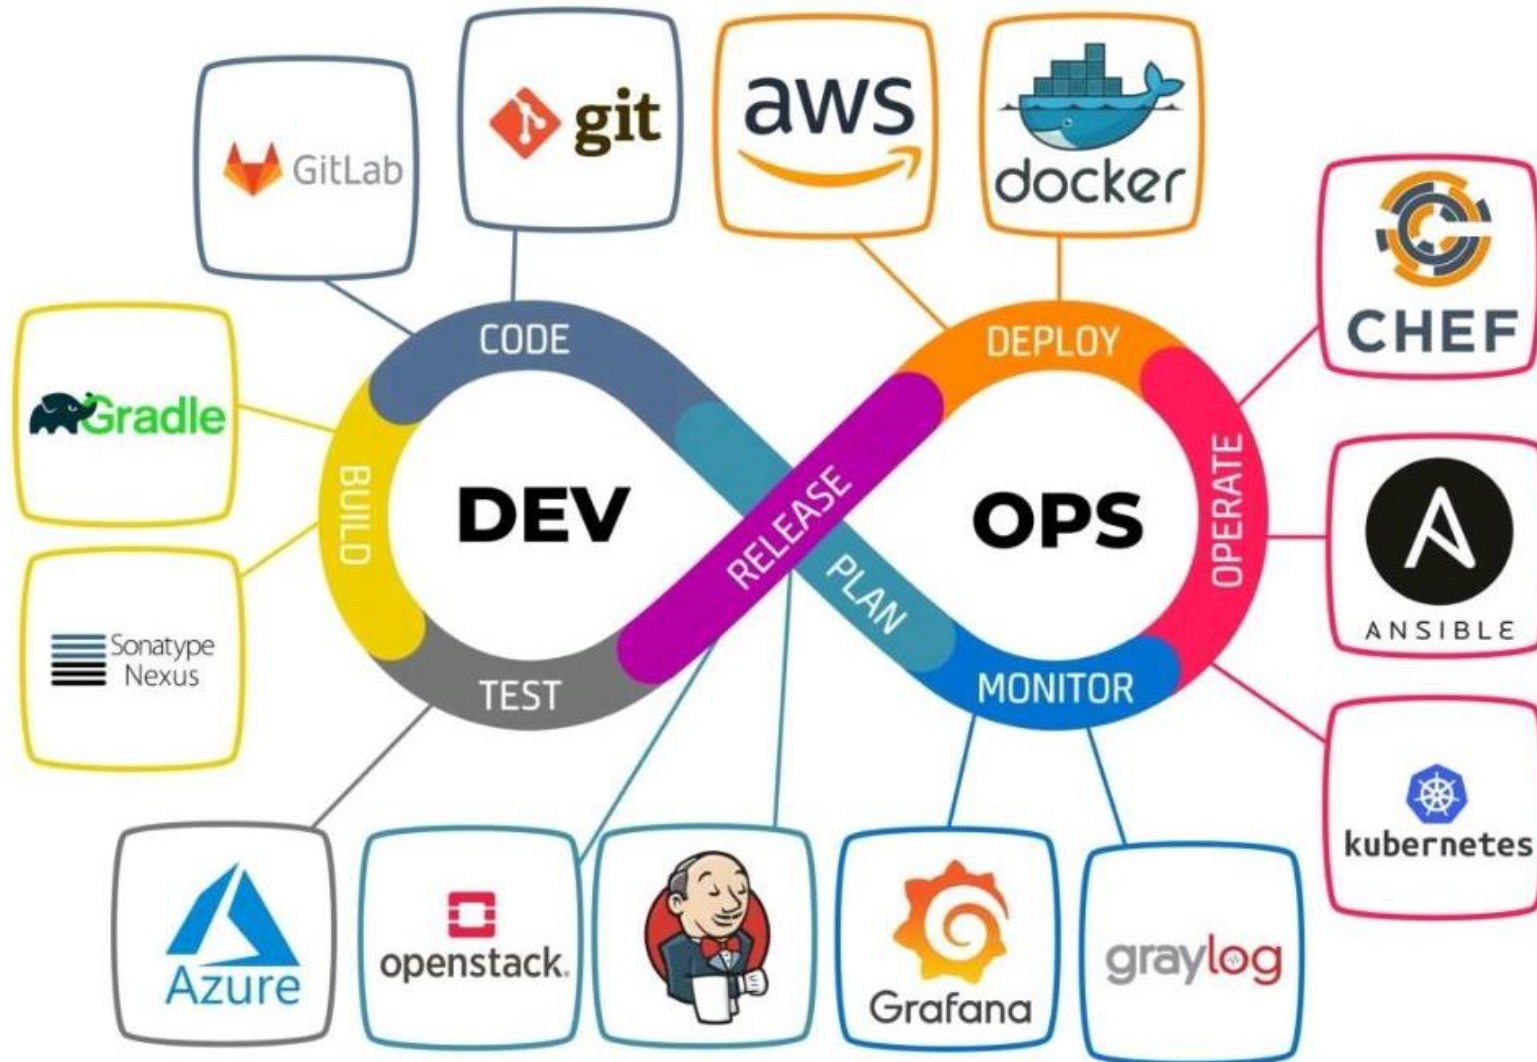 GitLab
git
aws
docker
CHEF
Gradle
CODE
DEPLOY
BUILD
DEV
RELEASE
OPS
OPERATE
PLAN
ANSIBLE
Sonatype
Nexus
TEST
MONITOR
kubernetes
Azure
openstack.
Grafana
graylog